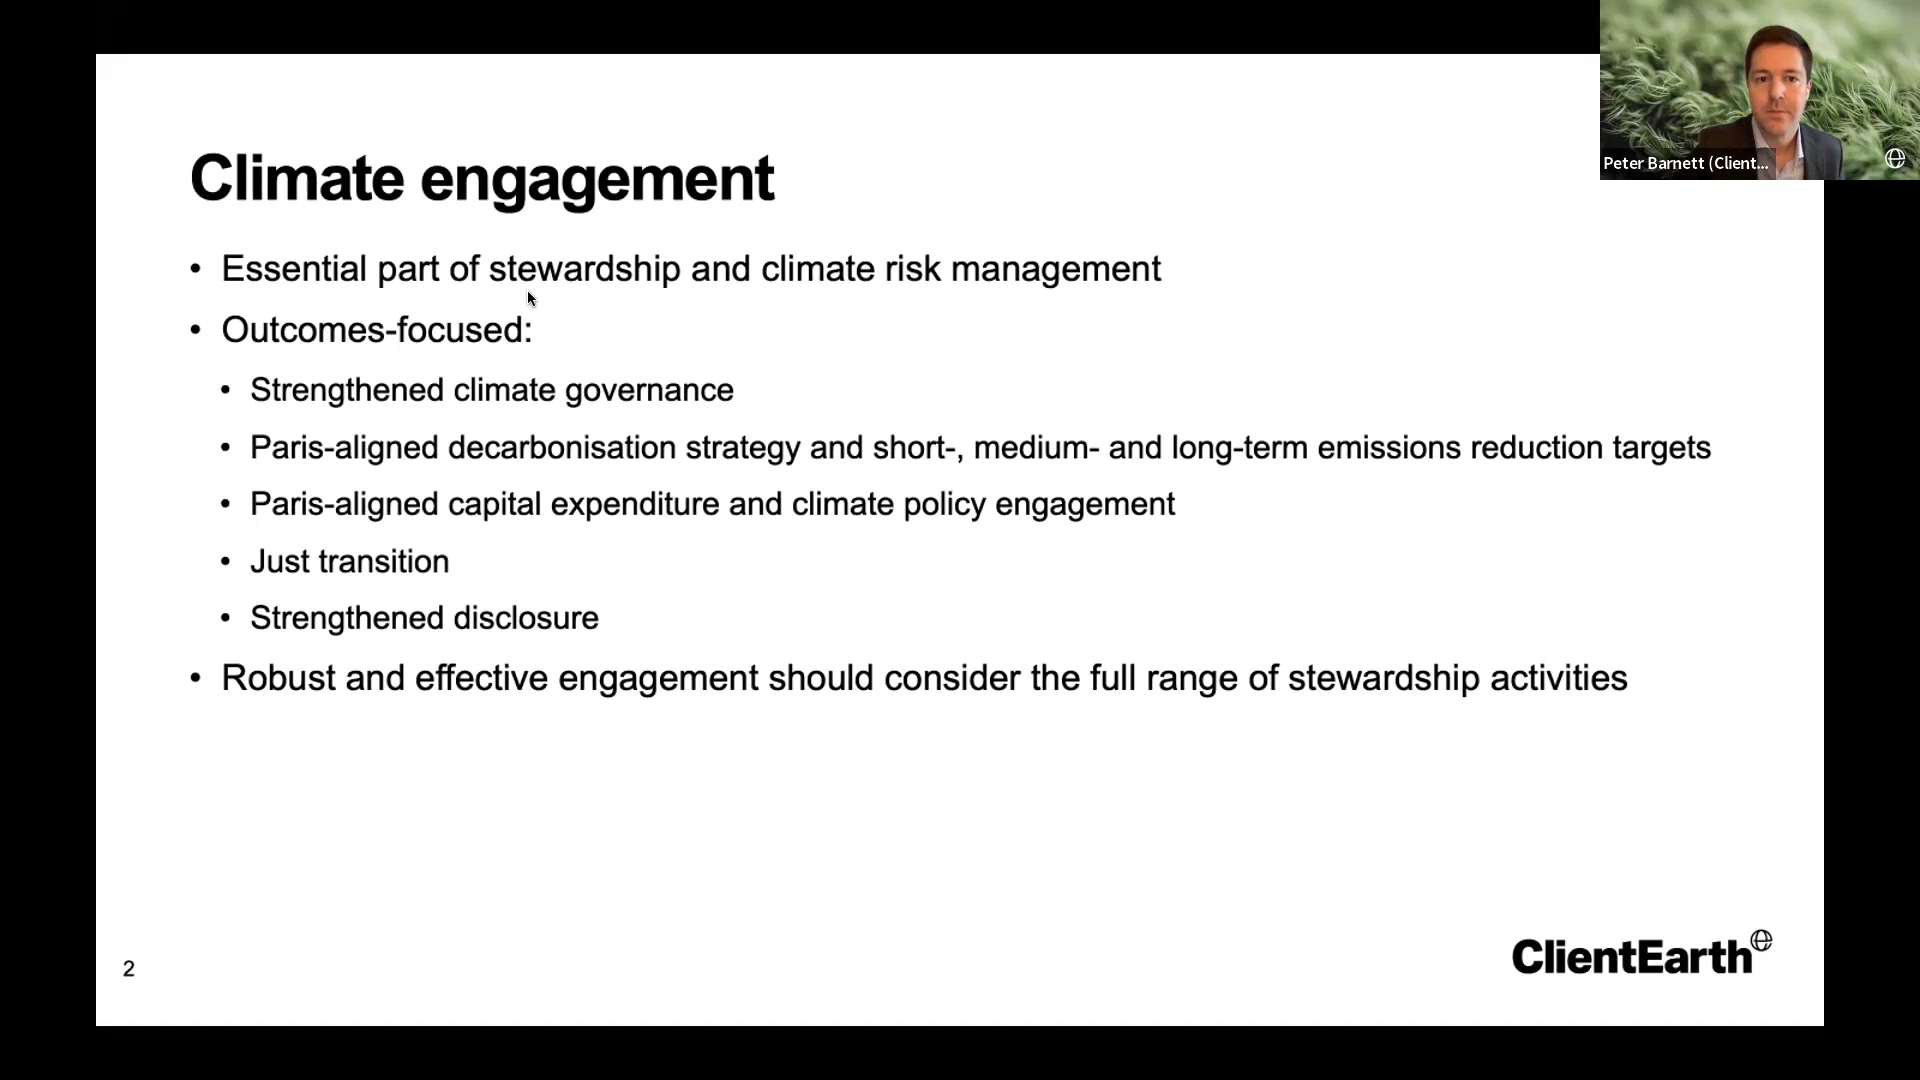 Peter Barnett (Client...
Climate engagement
• Essential part of stewardship and climate risk management
• Outcomes-focused:
• Strengthened climate governance
• Paris-aligned decarbonisation strategy and short-, medium- and long-term emissions reduction targets
• Paris-aligned capital expenditure and climate policy engagement
• Just transition
• Strengthened disclosure
• Robust and effective engagement should consider the full range of stewardship activities
2
ClientEarth